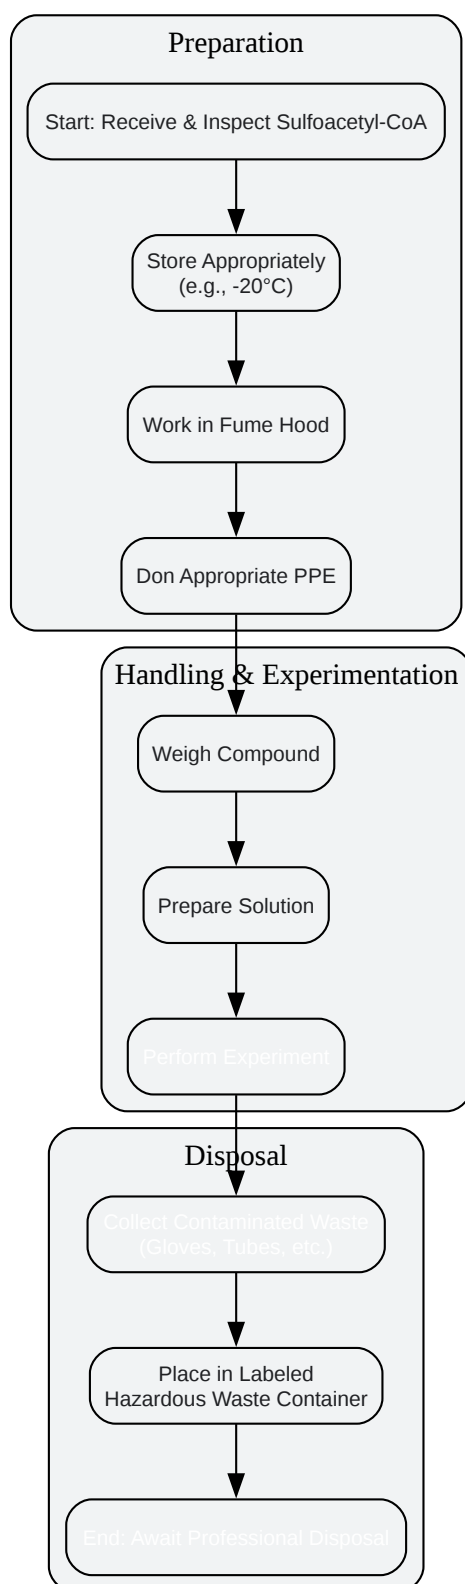 Preparation
Start: Receive & Inspect Sulfoacetyl-CoA
Store Appropriately
(e.g., -20°C)
Work in Fume Hood
Don Appropriate PPE
Handling & Experimentation
Weigh Compound
Prepare Solution
Perform Experiment
Disposal
Collect Contaminated Waste
(Gloves, Tubes, etc.)
Place in Labeled
Hazardous Waste Container
End: Await Professional Disposal